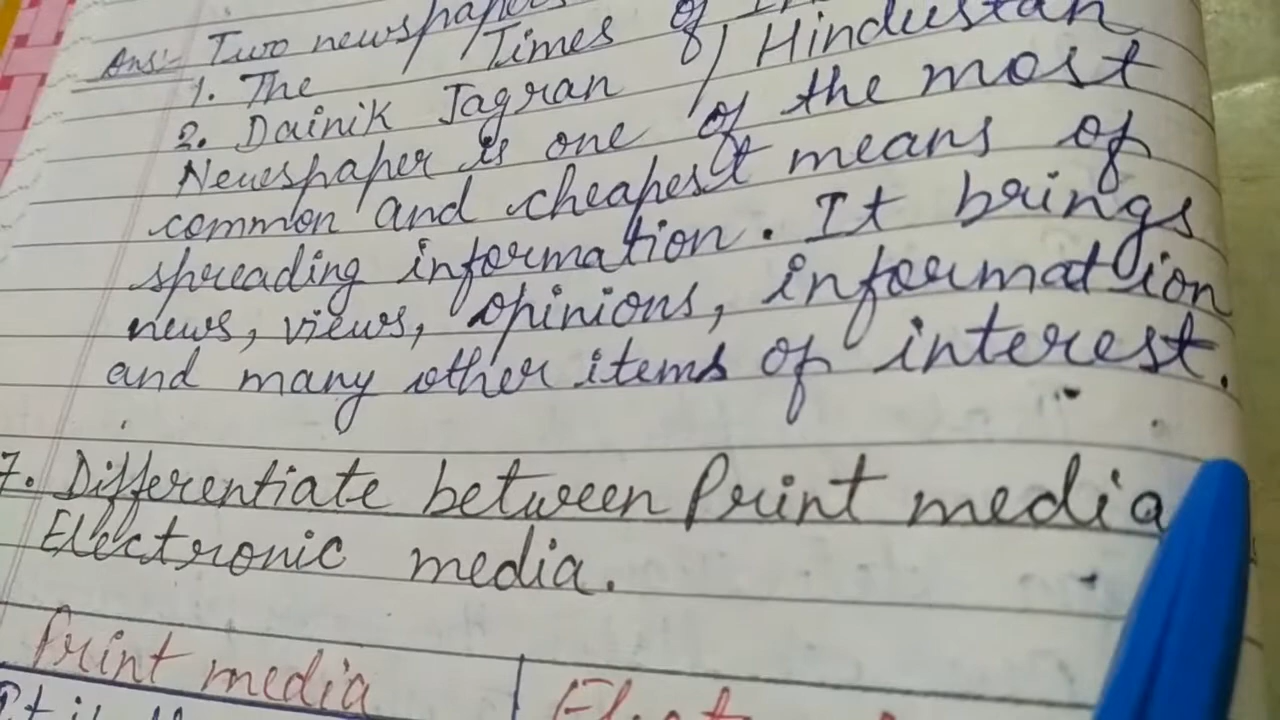 Ans:- Two newspapers
1. The Times of
2. Dainik Jagran / Hindustan
Newspaper is one of the most
common and cheapest means of
spreading information. It brings
news, views, opinions, information
and many other items of interest.
7. Differentiate between Print media
Electronic media.
Print media